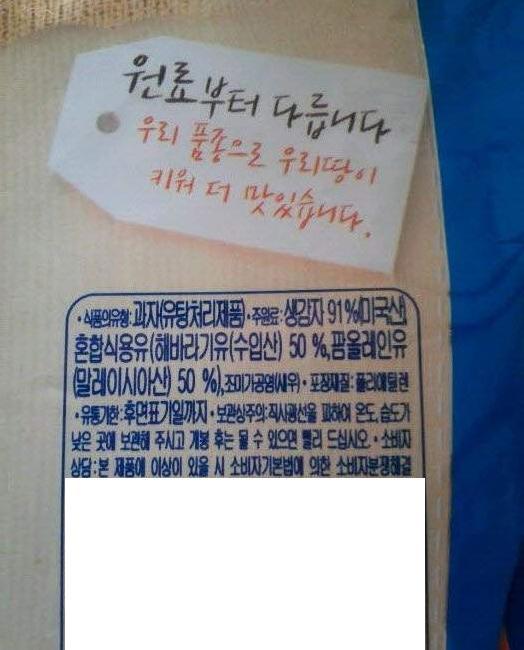 원료부터 다릅니다
우리 품종으로 우리땅이
키워 더 맛있습니다.
•식품의유형:과자(유탕처리제품)•주원료:생감자 91%(미국산)
혼합식용유(해바라기유(수입산) 50 %,팜올레인유
(말레이시아산) 50 %),조미가공염(새우)•포장재질:폴리에틸렌
•유통기한:후면표기일까지•보관상주의:직사광선을 피하여 온도, 습도가
낮은 곳에 보관해 주시고 개봉 후는 될 수 있으면 빨리 드십시오.•소비자
상담:본 제품에 이상이 있을 시 소비자기본법에 의한 소비자분쟁해결